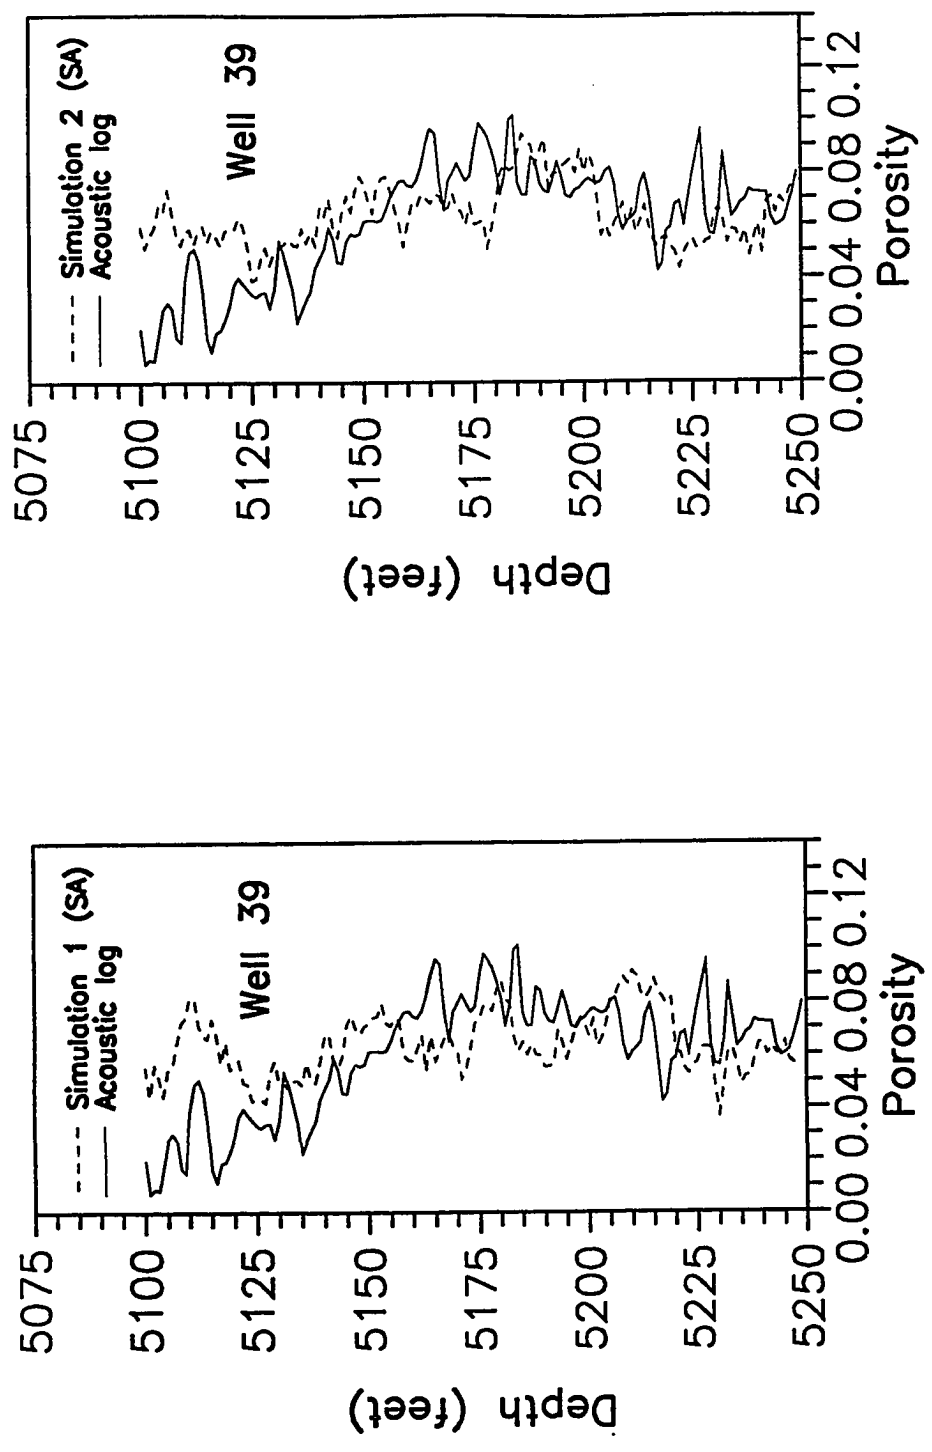 Simulation 2 (SA)
Acoustic log
Well 39
5075
5100
5125
5150
5175
5200
5225
5250
Depth (feet)
0.00 0.04 0.08 0.12
Porosity
Simulation 1 (SA)
Acoustic log
Well 39
5075
5100
5125
5150
5175
5200
5225
5250
Depth (feet)
0.00 0.04 0.08 0.12
Porosity